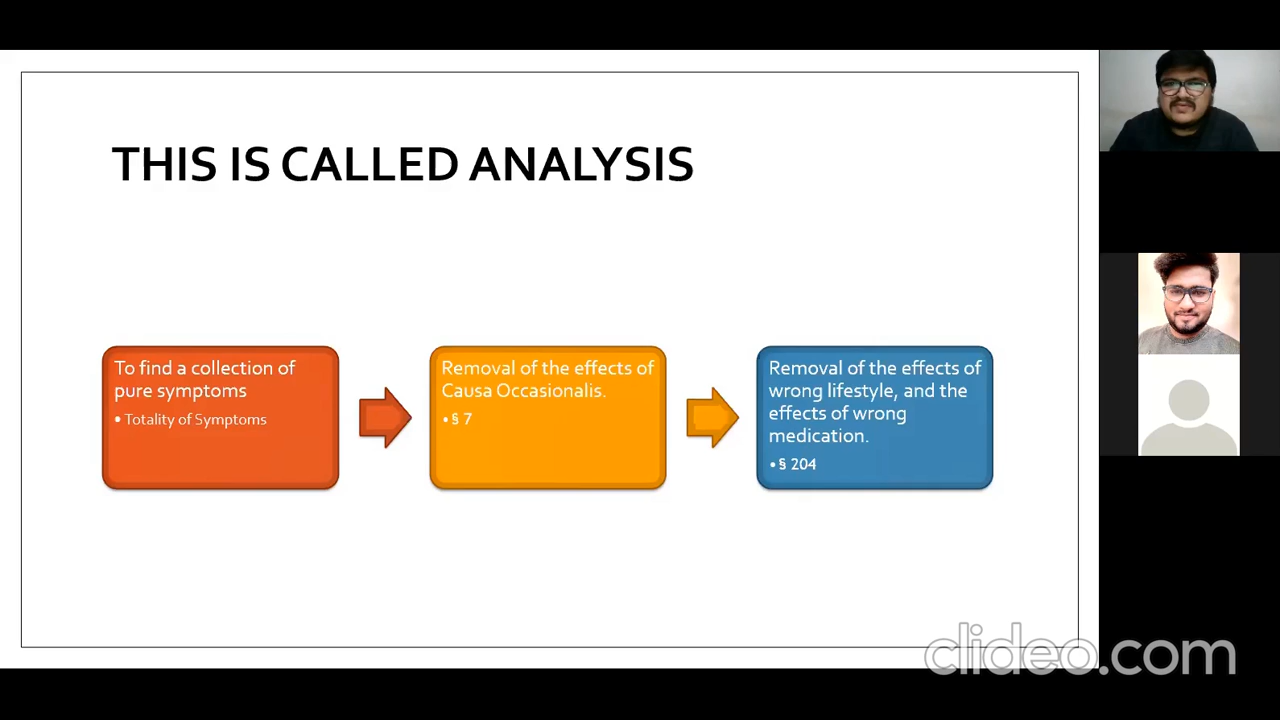 THIS IS CALLED ANALYSIS
To find a collection of
pure symptoms
• Totality of Symptoms
Removal of the effects of
Causa Occasionalis.
• § 7
Removal of the effects of
wrong lifestyle, and the
effects of wrong
medication.
• § 204
clideo.com